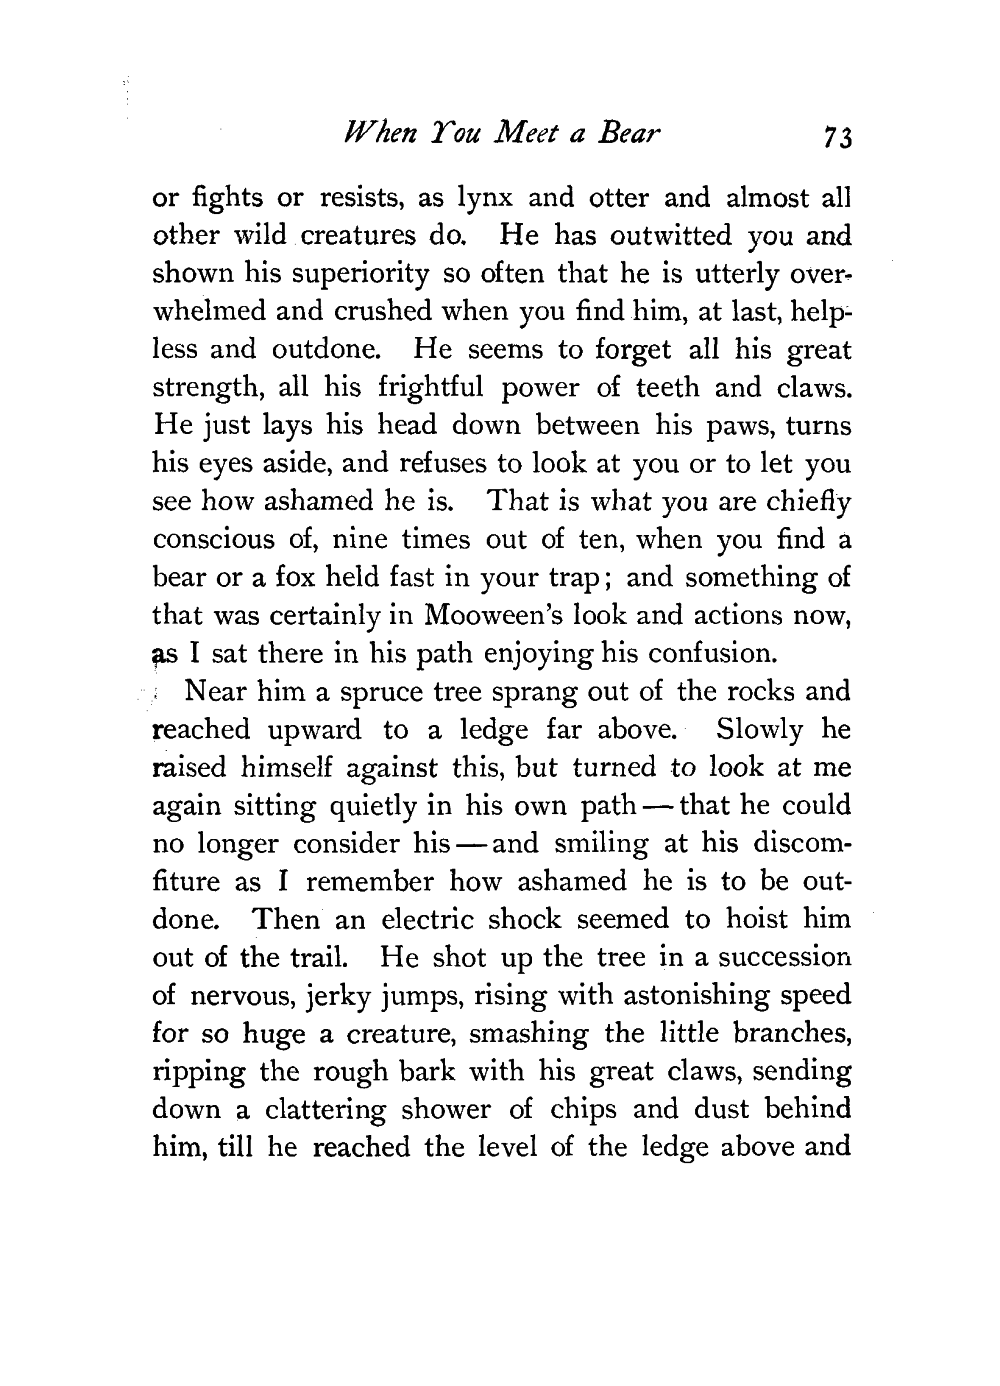 When You Meet a Bear 73
or fights or resists, as lynx and otter and almost all
other wild creatures do. He has outwitted you and
shown his superiority so often that he is utterly over-
whelmed and crushed when you find him, at last, help-
less and outdone. He seems to forget all his great
strength, all his frightful power of teeth and claws.
He just lays his head down between his paws, turns
his eyes aside, and refuses to look at you or to let you
see how ashamed he is. That is what you are chiefly
conscious of, nine times out of ten, when you find a
bear or a fox held fast in your trap; and something of
that was certainly in Mooween's look and actions now,
as I sat there in his path enjoying his confusion.
Near him a spruce tree sprang out of the rocks and
reached upward to a ledge far above. Slowly he
raised himself against this, but turned to look at me
again sitting quietly in his own path—that he could
no longer consider his—and smiling at his discom-
fiture as I remember how ashamed he is to be out-
done. Then an electric shock seemed to hoist him
out of the trail. He shot up the tree in a succession
of nervous, jerky jumps, rising with astonishing speed
for so huge a creature, smashing the little branches,
ripping the rough bark with his great claws, sending
down a clattering shower of chips and dust behind
him, till he reached the level of the ledge above and